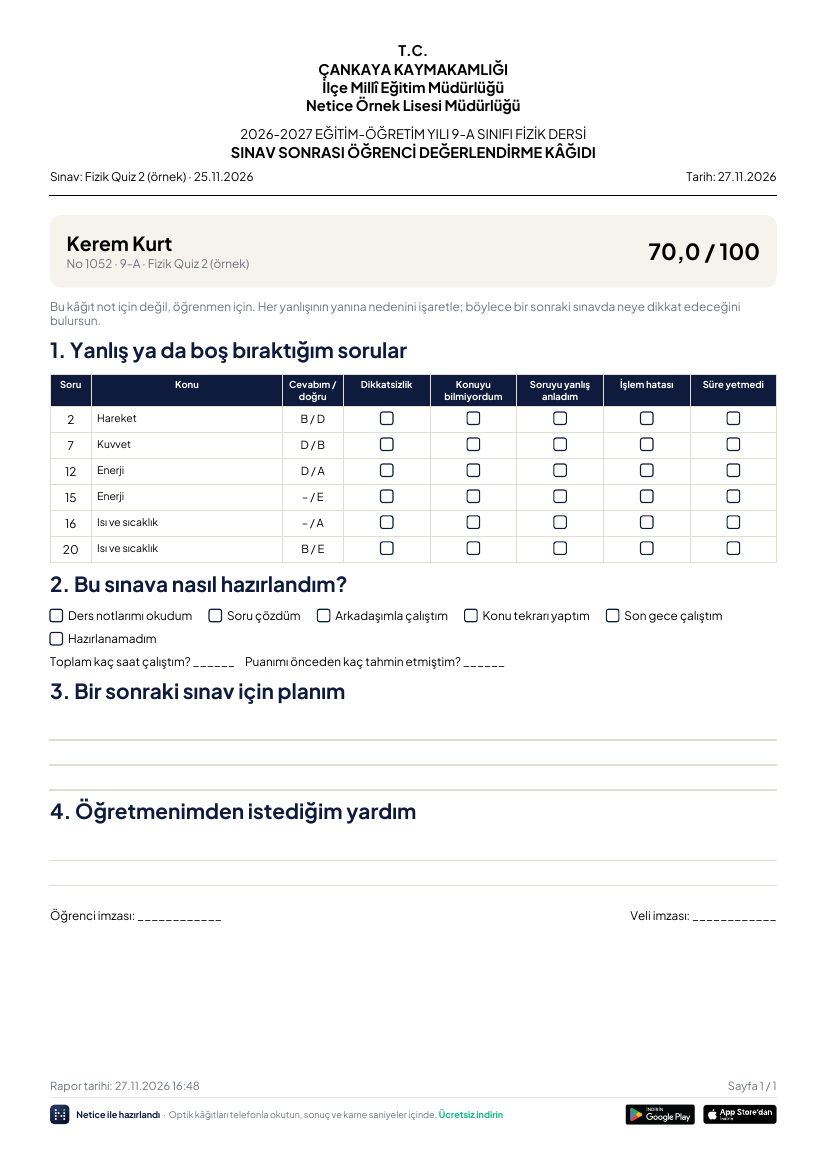 T.C.
ÇANKAYA KAYMAKAMLIĞI
İlçe Millî Eğitim Müdürlüğü
Netice Örnek Lisesi Müdürlüğü
2026-2027 EĞİTİM-ÖĞRETİM YILI 9-A SINIFI FİZİK DERSİ
SINAV SONRASI ÖĞRENCİ DEĞERLENDİRME KÂĞIDI
Sınav: Fizik Quiz 2 (örnek) · 25.11.2026 Tarih: 27.11.2026
Kerem Kurt
No 1052 · 9-A · Fizik Quiz 2 (örnek)
70,0 / 100
Bu kâğıt not için değil, öğrenmen için. Her yanlışının yanına nedenini işaretle; böylece bir sonraki sınavda neye dikkat edeceğini
bulursun.
1. Yanlış ya da boş bıraktığım sorular
Soru Konu Cevabım / doğru Dikkatsizlik Konuyu bilmiyordum Soruyu yanlış anladım İşlem hatası Süre yetmedi
2 Hareket B / D
7 Kuvvet D / B
12 Enerji D / A
15 Enerji – / E
16 Isı ve sıcaklık – / A
20 Isı ve sıcaklık B / E
2. Bu sınava nasıl hazırlandım?
Ders notlarımı okudum Soru çözdüm Arkadaşımla çalıştım Konu tekrarı yaptım Son gece çalıştım
Hazırlanamadım
Toplam kaç saat çalıştım? ______ Puanımı önceden kaç tahmin etmiştim? ______
3. Bir sonraki sınav için planım
4. Öğretmenimden istediğim yardım
Öğrenci imzası: ____________ Veli imzası: ____________
Rapor tarihi: 27.11.2026 16:48 Sayfa 1 / 1
Netice ile hazırlandı · Optik kâğıtları telefonla okutun, sonuç ve karne saniyeler içinde. Ücretsiz indirin
İNDİRİN
Google Play
App Store'dan
İndirin